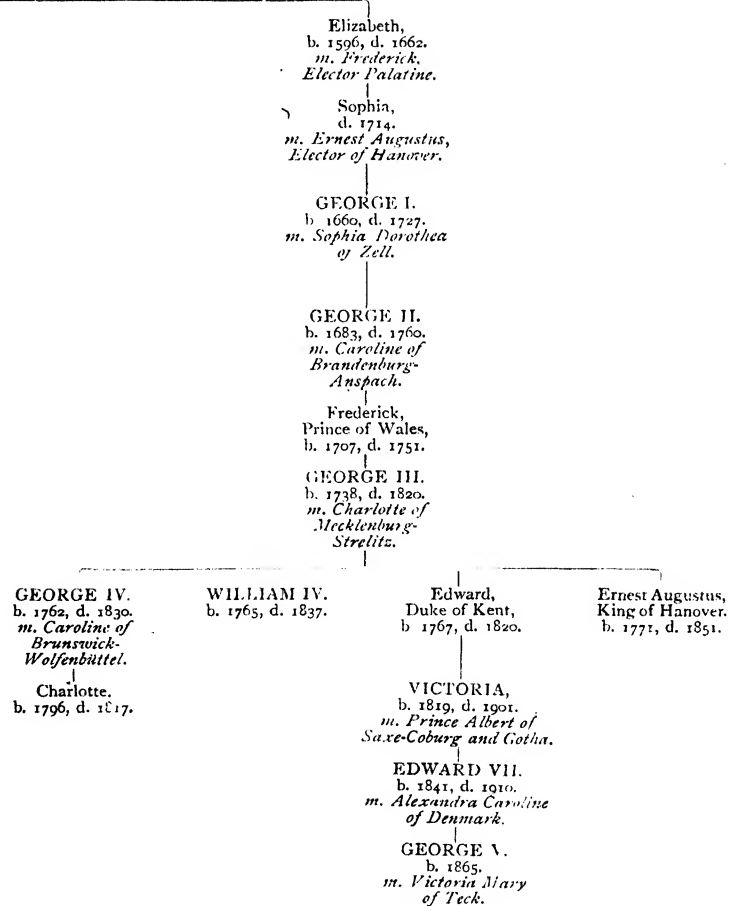 Elizabeth,
b. 1596, d. 1662.
m. Frederick.
Elector Palatine.
Sophia,
d. 1714.
m. Ernest Augustus,
Elector of Hanover.
GEORGE I.
b 1660, d. 1727.
m. Sophia Dorothea
of Zell.
GEORGE II.
b. 1683, d. 1760.
m. Caroline of
Brandenburg-
Anspach.
Frederick,
Prince of Wales,
b. 1707, d. 1751.
GEORGE III.
b. 1738, d. 1820.
m. Charlotte of
Mecklenburg-
Strelitz.
GEORGE IV.
b. 1762, d. 1830.
m. Caroline of
Brunswick-
Wolfenbüttel.
Charlotte.
b. 1796, d. 1817.
WILLIAM IV.
b. 1765, d. 1837.
Edward,
Duke of Kent,
b 1767, d. 1820.
VICTORIA,
b. 1819, d. 1901.
m. Prince Albert of
Saxe-Coburg and Gotha.
EDWARD VII.
b. 1841, d. 1910.
m. Alexandra Caroline
of Denmark.
GEORGE V.
b. 1865.
m. Victoria Mary
of Teck.
Ernest Augustus,
King of Hanover.
b. 1771, d. 1851.